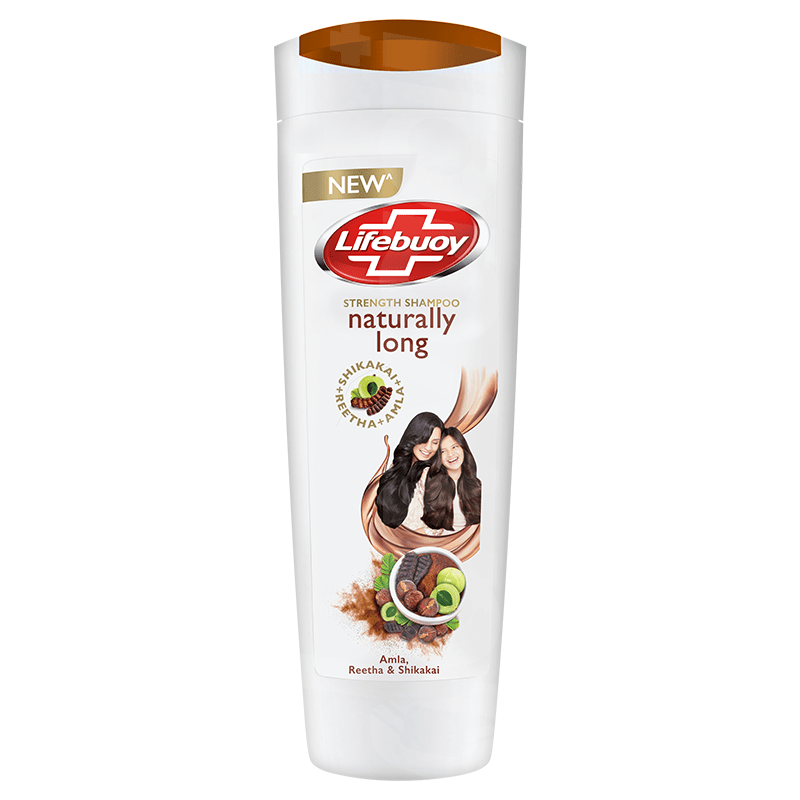 NEW^
Lifebuoy
STRENGTH SHAMPOO
naturally
long
+SHIKAKAI+
REETHA+AMLA
Amla,
Reetha & Shikakai